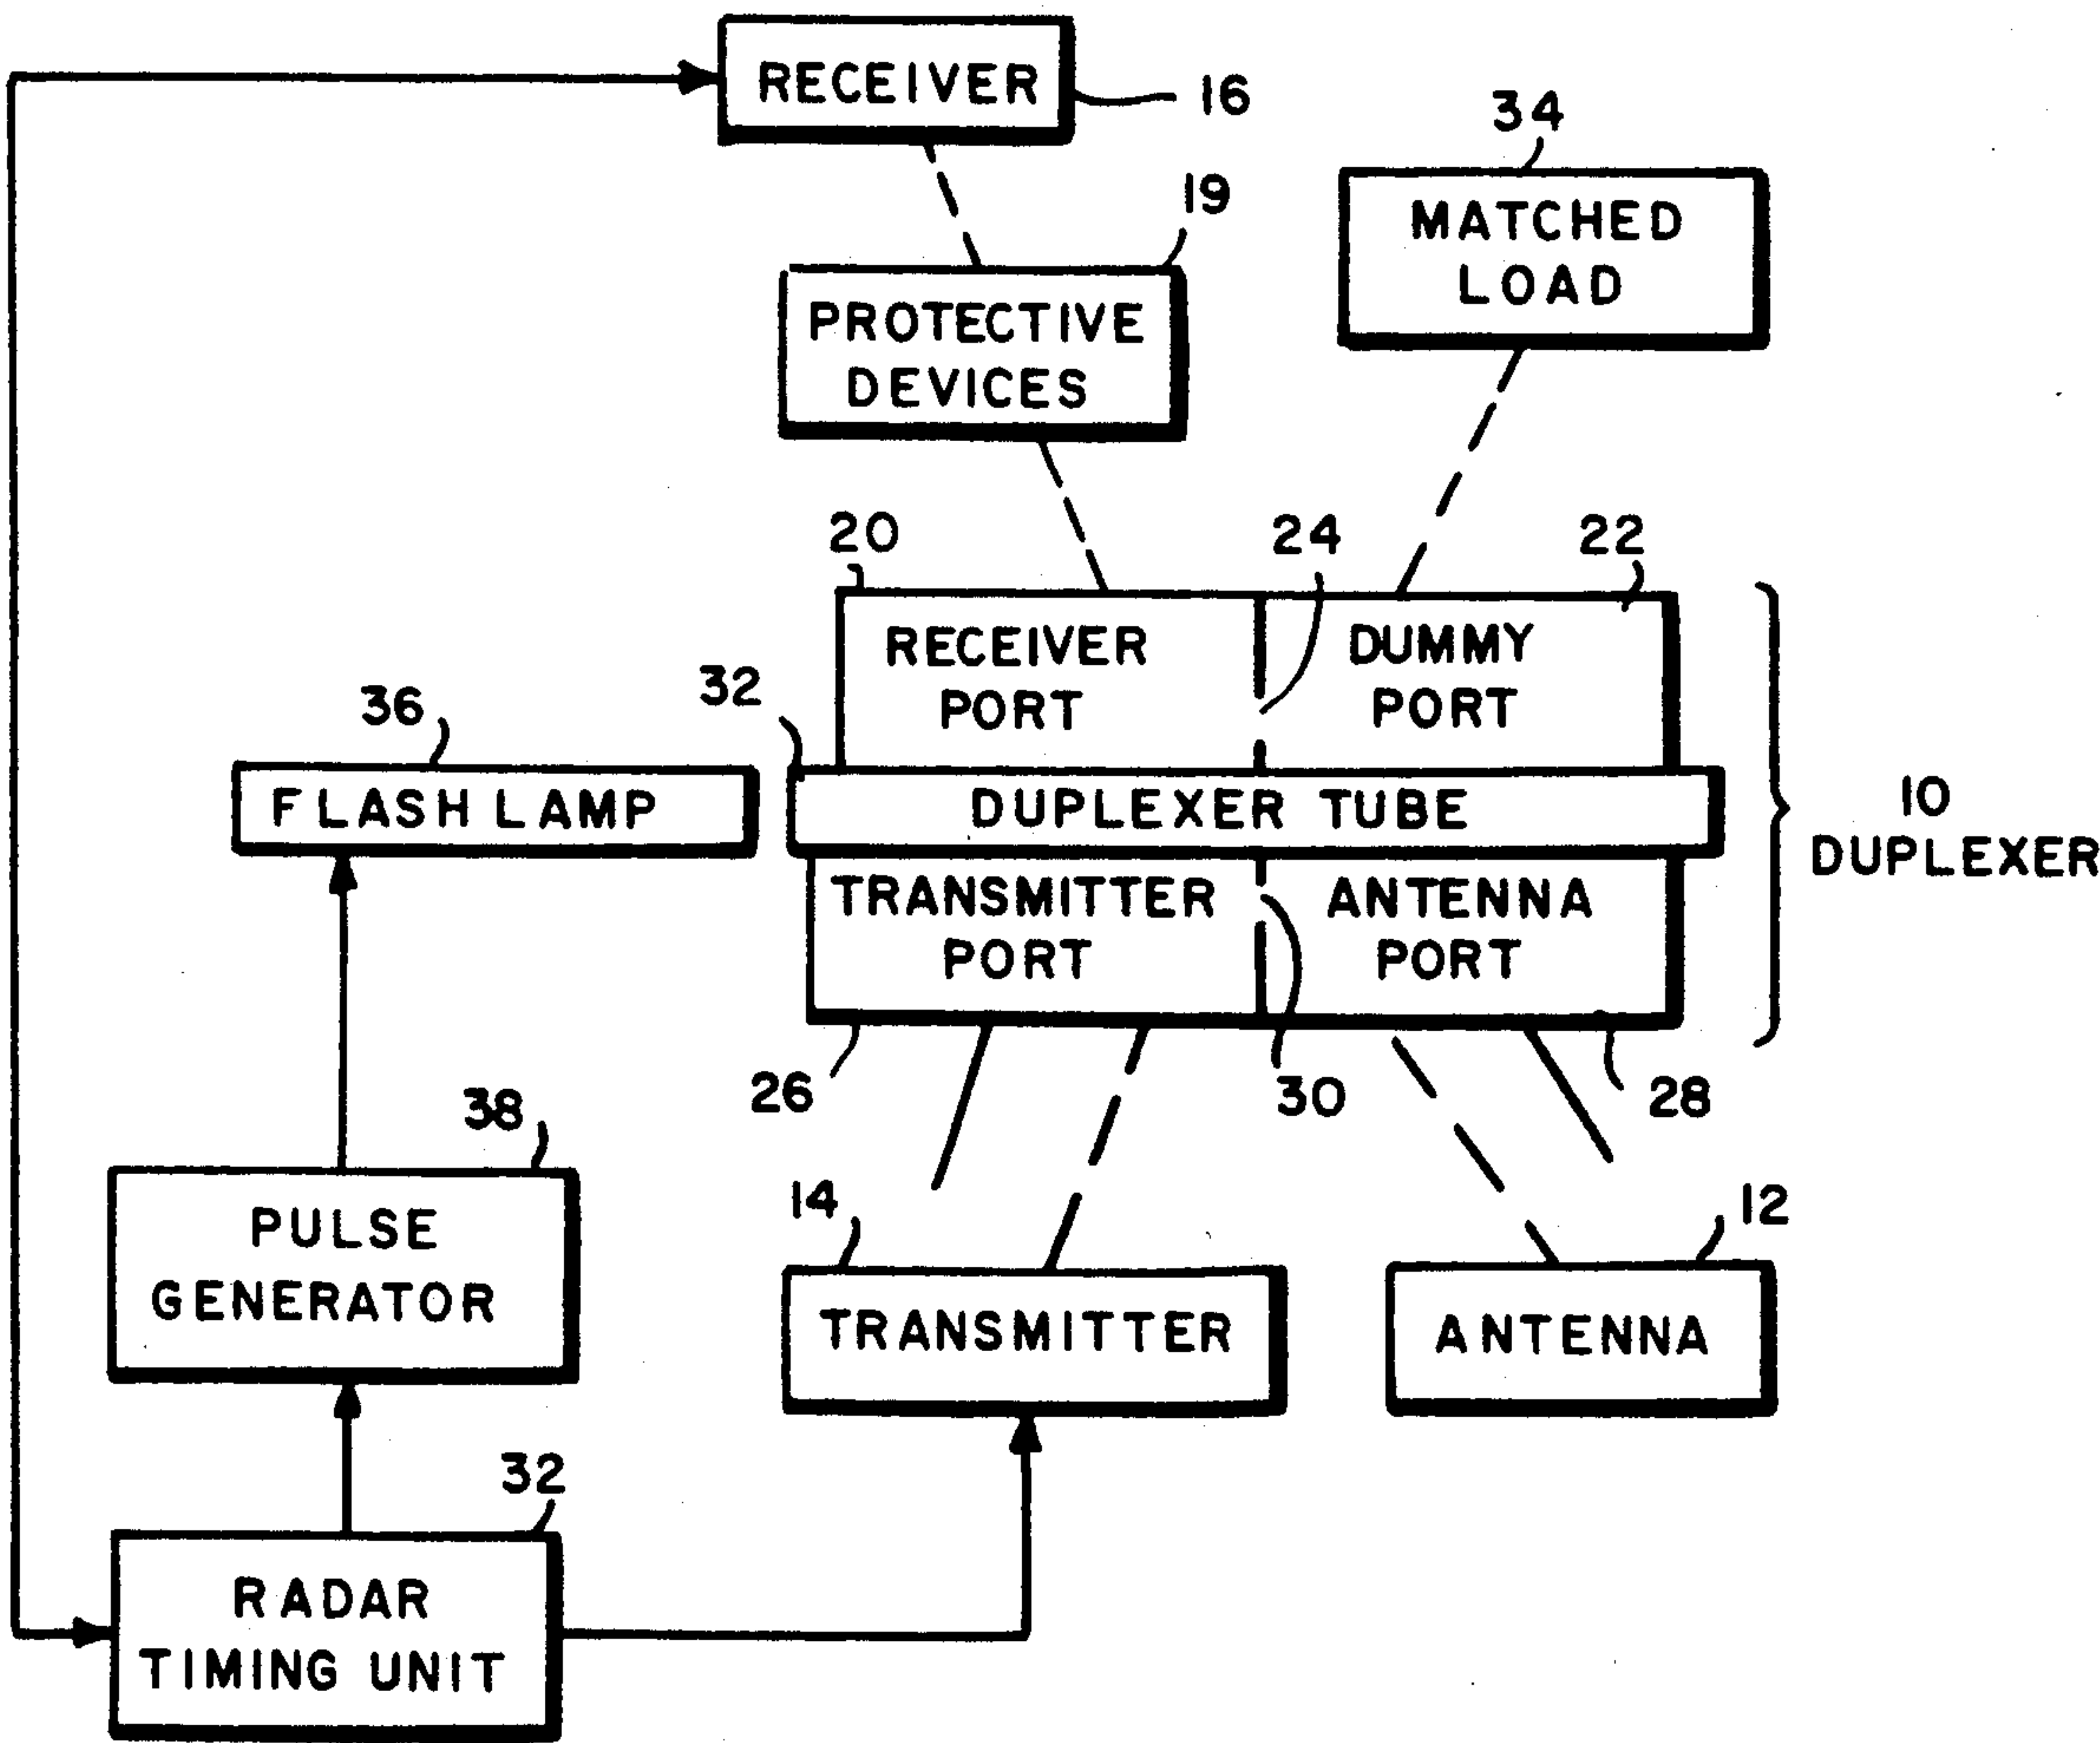 RECEIVER
16
34
MATCHED
LOAD
19
PROTECTIVE
DEVICES
20
24
22
RECEIVER
PORT
DUMMY
PORT
32
36
FLASH LAMP
DUPLEXER TUBE
10
DUPLEXER
TRANSMITTER
PORT
ANTENNA
PORT
26
30
28
38
PULSE
GENERATOR
14
TRANSMITTER
12
ANTENNA
32
RADAR
TIMING UNIT